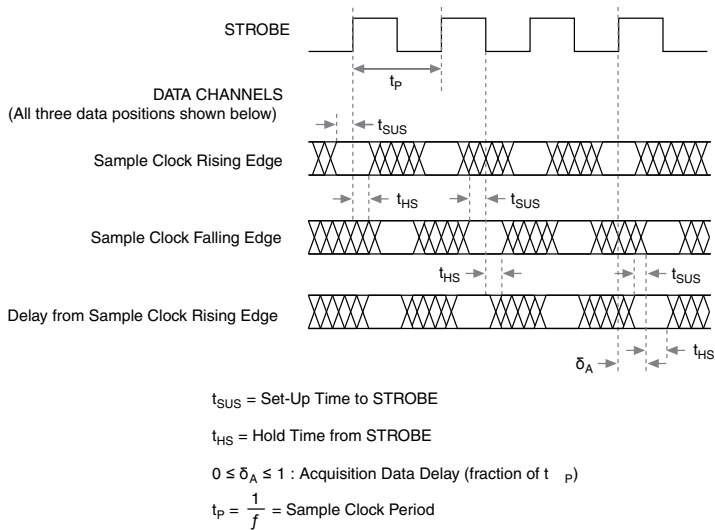 STROBE
tP
DATA CHANNELS
(All three data positions shown below)
tSUS
Sample Clock Rising Edge
tHS
tSUS
Sample Clock Falling Edge
tHS
tSUS
Delay from Sample Clock Rising Edge
tHS
δA
tSUS = Set-Up Time to STROBE
tHS = Hold Time from STROBE
0 ≤ δA ≤ 1 : Acquisition Data Delay (fraction of t P)
tP = 1/f = Sample Clock Period